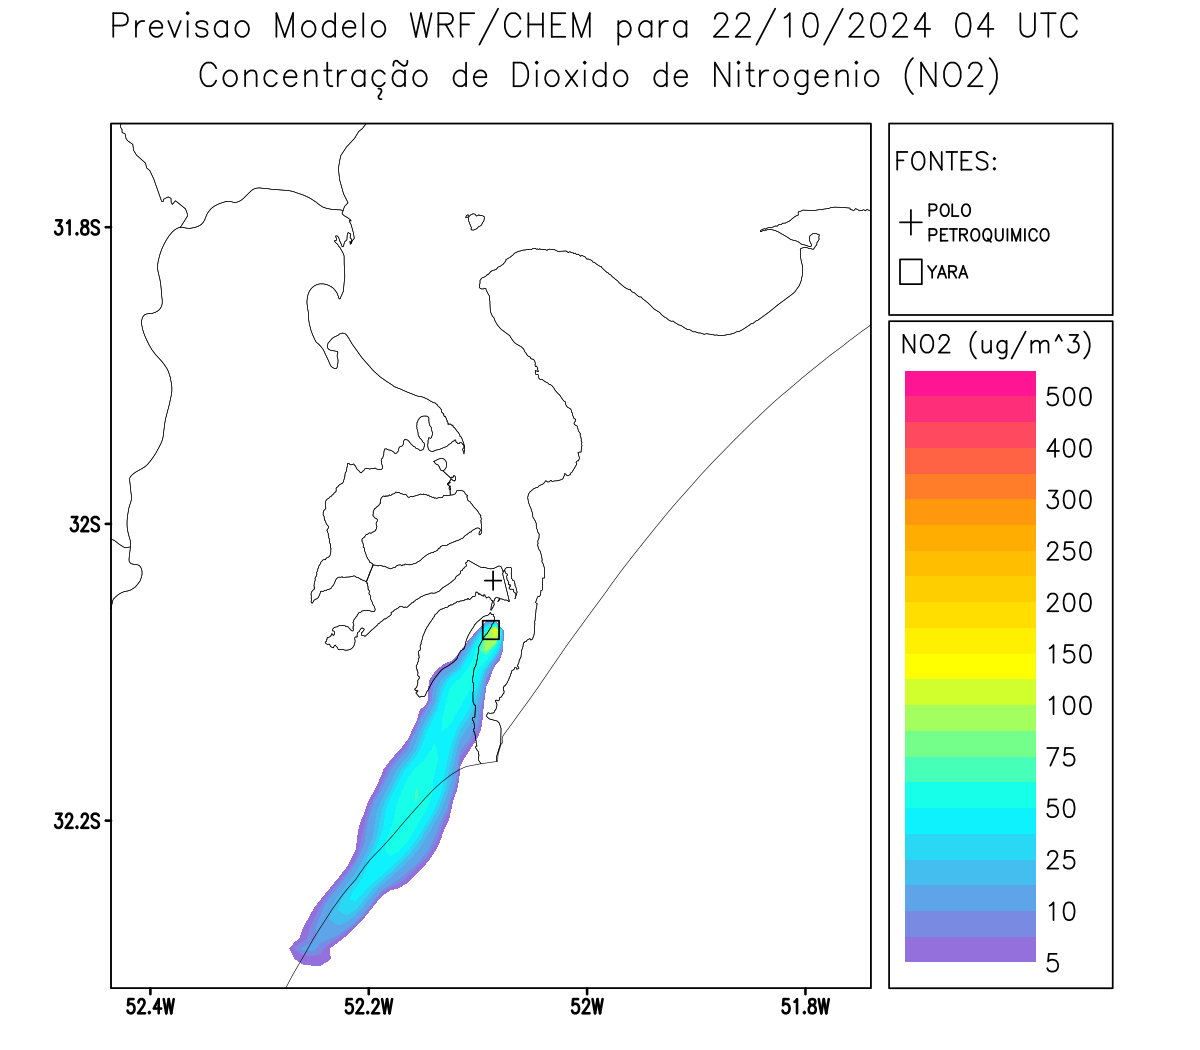 Previsao Modelo WRF/CHEM para 22/10/2024 04 UTC
Concentração de Dioxido de Nitrogenio (NO2)
FONTES:
POLO
PETROQUIMICO
YARA
NO2 (ug/m^3)
500
400
300
250
200
150
100
75
50
25
10
5
31.8S
32S
32.2S
52.4W
52.2W
52W
51.8W